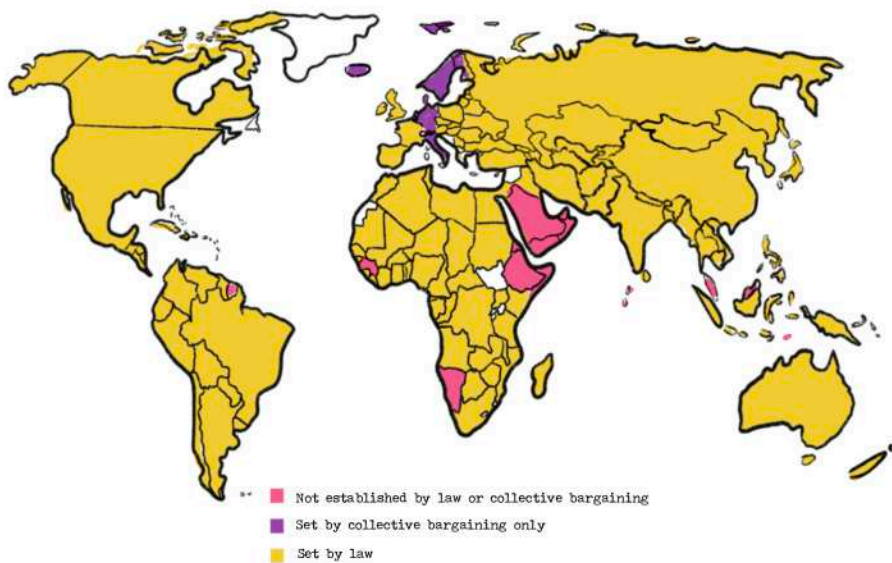 Not established by law or collective bargaining
Set by collective bargaining only
Set by law